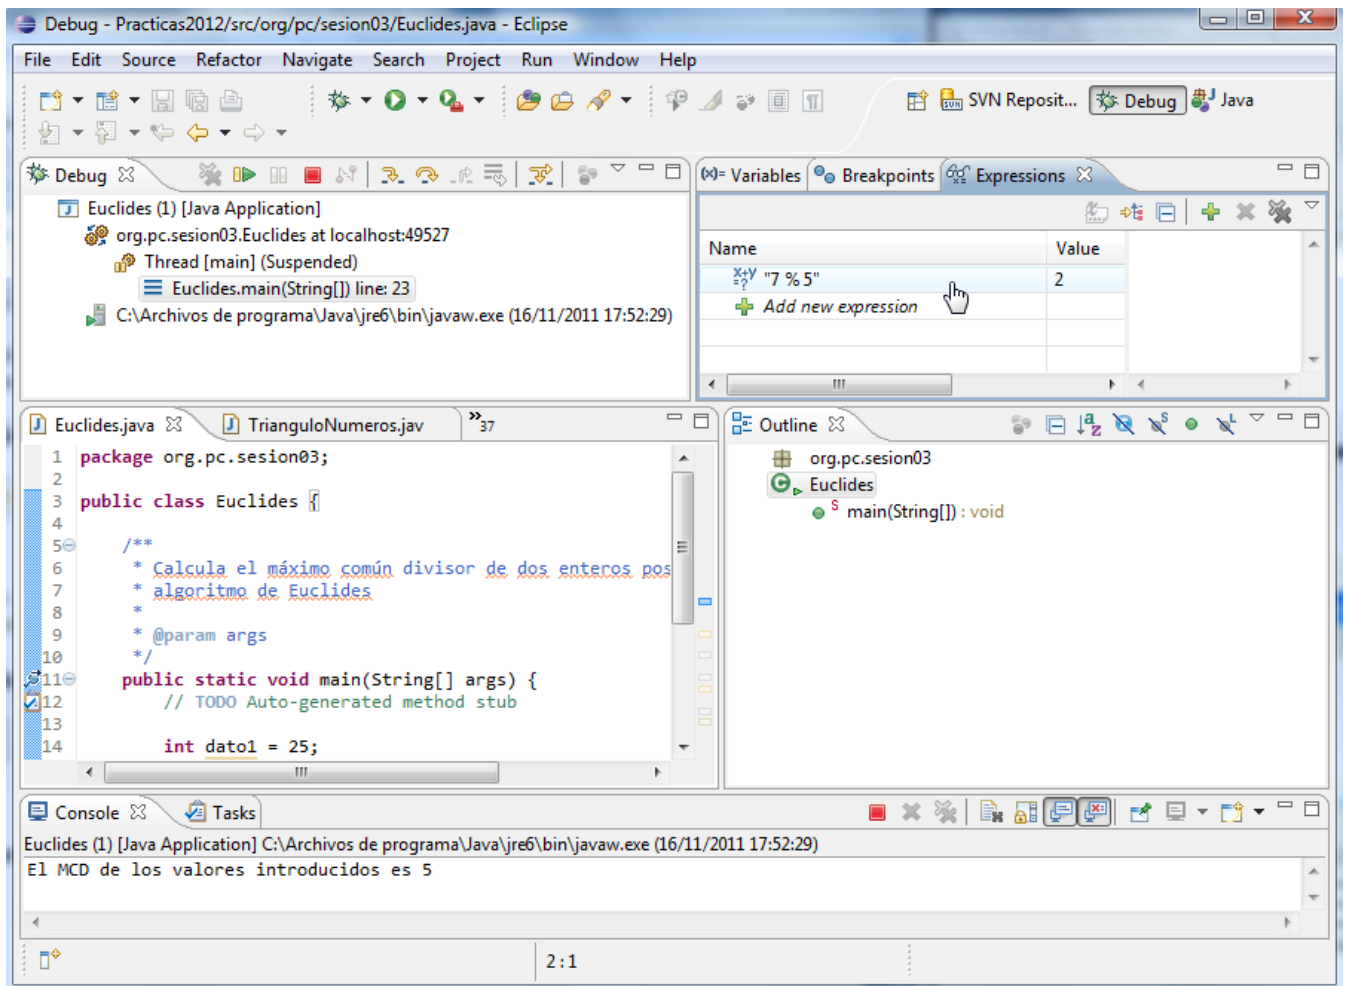 Debug - Practicas2012/src/org/pc/sesion03/Euclides.java - Eclipse
File Edit Source Refactor Navigate Search Project Run Window Help
SVN Reposit... Debug Java
Debug
Euclides (1) [Java Application]
org.pc.sesion03.Euclides at localhost:49527
Thread [main] (Suspended)
Euclides.main(String[]) line: 23
C:\Archivos de programa\Java\jre6\bin\javaw.exe (16/11/2011 17:52:29)
(x)= Variables Breakpoints Expressions
Name Value
"7 % 5" 2
Add new expression
Euclides.java TrianguloNumeros.jav »37
1 package org.pc.sesion03;
2
3 public class Euclides {
4
5 /**
6 * Calcula el máximo común divisor de dos enteros pos
7 * algoritmo de Euclides
8 *
9 * @param args
10 */
11 public static void main(String[] args) {
12 // TODO Auto-generated method stub
13
14 int dato1 = 25;
Outline
org.pc.sesion03
Euclides
main(String[]) : void
Console Tasks
Euclides (1) [Java Application] C:\Archivos de programa\Java\jre6\bin\javaw.exe (16/11/2011 17:52:29)
El MCD de los valores introducidos es 5
2:1